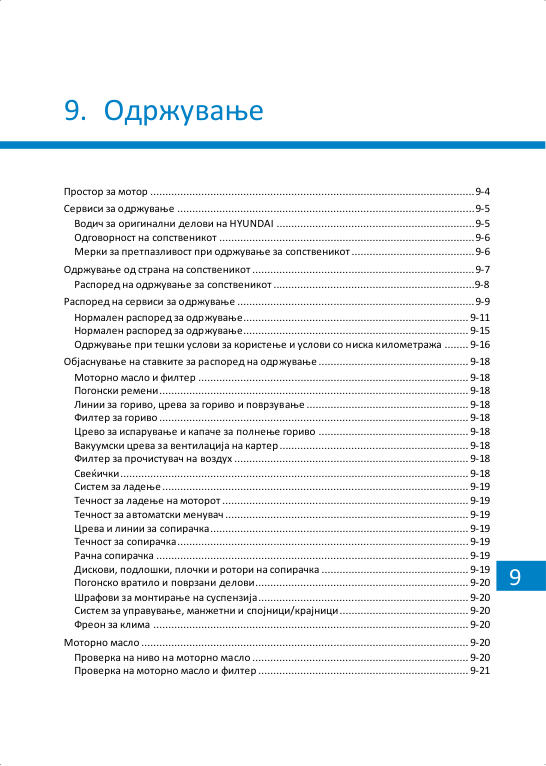 9. Одржување
Простор за мотор ........ 9-4
Сервиси за одржување ........ 9-5
Водич за оригинални делови на HYUNDAI ........ 9-5
Одговорност на сопственикот ........ 9-6
Мерки за претпазливост при одржување за сопственикот ........ 9-6
Одржување од страна на сопственикот ........ 9-7
Распоред на одржување за сопственикот ........ 9-8
Распоред на сервиси за одржување ........ 9-9
Нормален распоред за одржување ........ 9-11
Нормален распоред за одржување ........ 9-15
Одржување при тешки услови за користење и услови со ниска километража ........ 9-16
Објаснување на ставките за распоред на одржување ........ 9-18
Моторно масло и филтер ........ 9-18
Погонски ремени ........ 9-18
Линии за гориво, црева за гориво и поврзување ........ 9-18
Филтер за гориво ........ 9-18
Црево за испарување и капаче за полнење гориво ........ 9-18
Вакуумски црева за вентилација на картер ........ 9-18
Филтер за прочистувач на воздух ........ 9-18
Свеќички ........ 9-18
Систем за ладење ........ 9-19
Течност за ладење на моторот ........ 9-19
Течност за автоматски менувач ........ 9-19
Црева и линии за сопирачка ........ 9-19
Течност за сопирачка ........ 9-19
Рачна сопирачка ........ 9-19
Дискови, подлошки, плочки и ротори на сопирачка ........ 9-19
Погонско вратило и поврзани делови ........ 9-20
Шрафови за монтирање на суспензија ........ 9-20
Систем за управување, манжетни и спојници/крајници ........ 9-20
Фреон за клима ........ 9-20
Моторно масло ........ 9-20
Проверка на ниво на моторно масло ........ 9-20
Проверка на моторно масло и филтер ........ 9-21
9